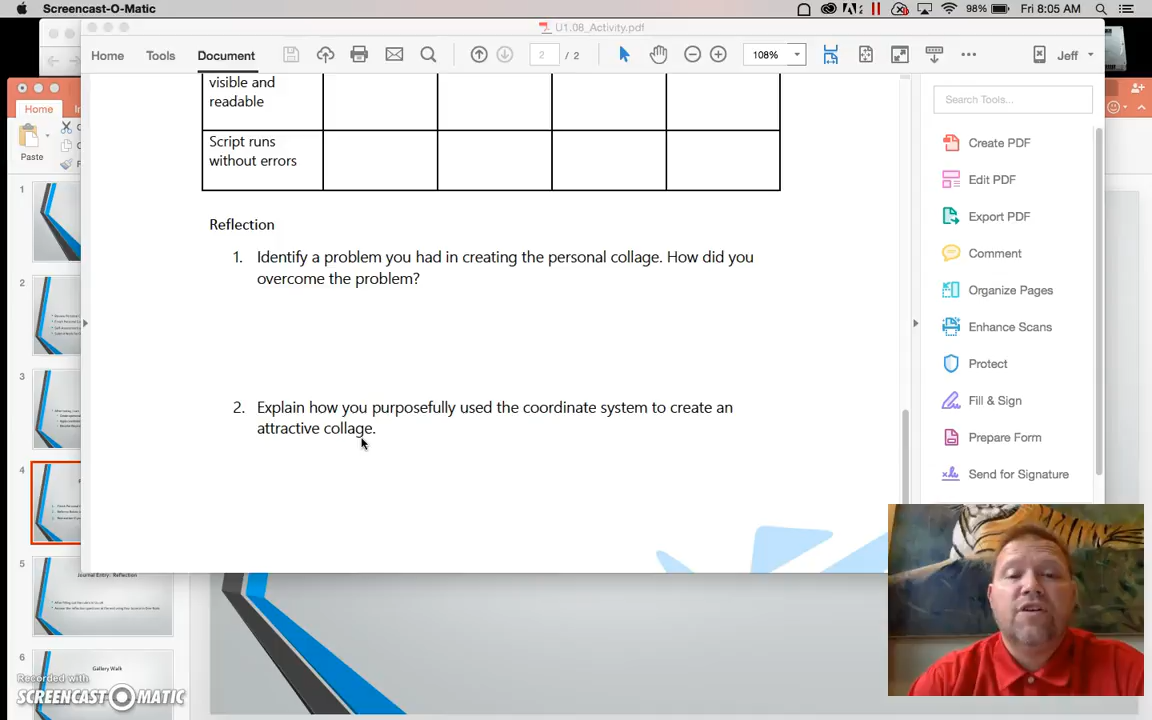 Screencast-O-Matic
98%
Fri 8:05 AM
U1.08_Activity.pdf
Home
Tools
Document
2
/ 2
108%
Jeff
Home
Paste
1
2
3
4
5
6
visible and
readable
Script runs
without errors
Reflection
1. Identify a problem you had in creating the personal collage. How did you
overcome the problem?
2. Explain how you purposefully used the coordinate system to create an
attractive collage.
Search Tools...
Create PDF
Edit PDF
Export PDF
Comment
Organize Pages
Enhance Scans
Protect
Fill & Sign
Prepare Form
Send for Signature
Journal Entry: Reflection
Gallery Walk
Recorded with
SCREENCAST O MATIC